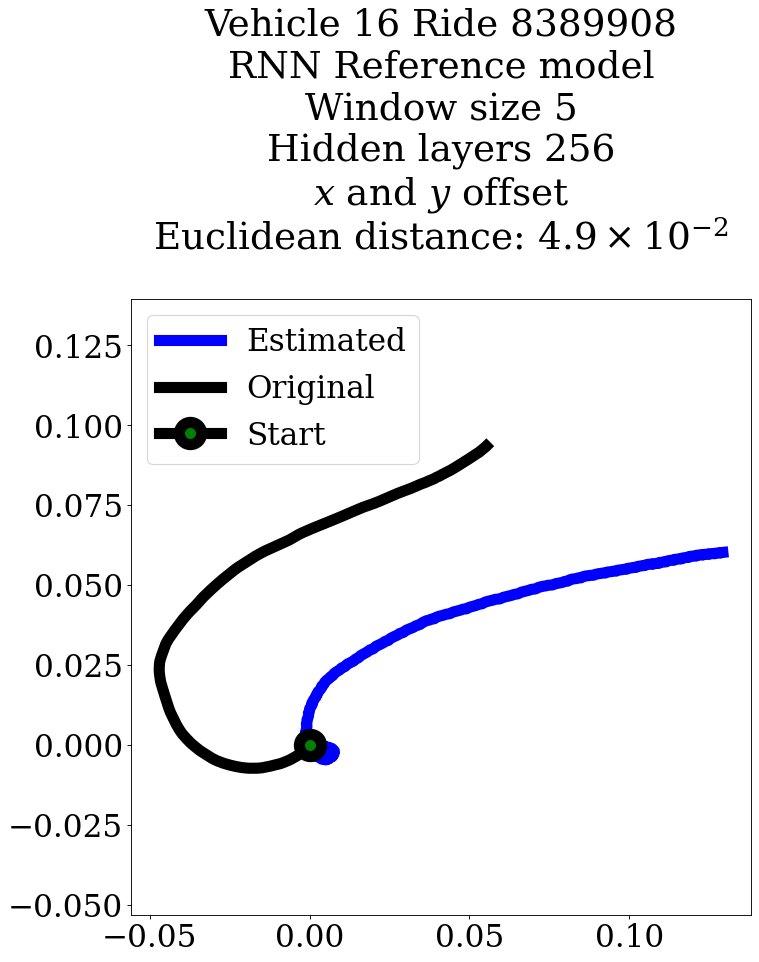 Vehicle 16 Ride 8389908
RNN Reference model
Window size 5
Hidden layers 256
x and y offset
Euclidean distance: 4.9 × 10⁻²
Estimated
Original
Start
0.125
0.100
0.075
0.050
0.025
0.000
−0.025
−0.050
−0.05 0.00 0.05 0.10